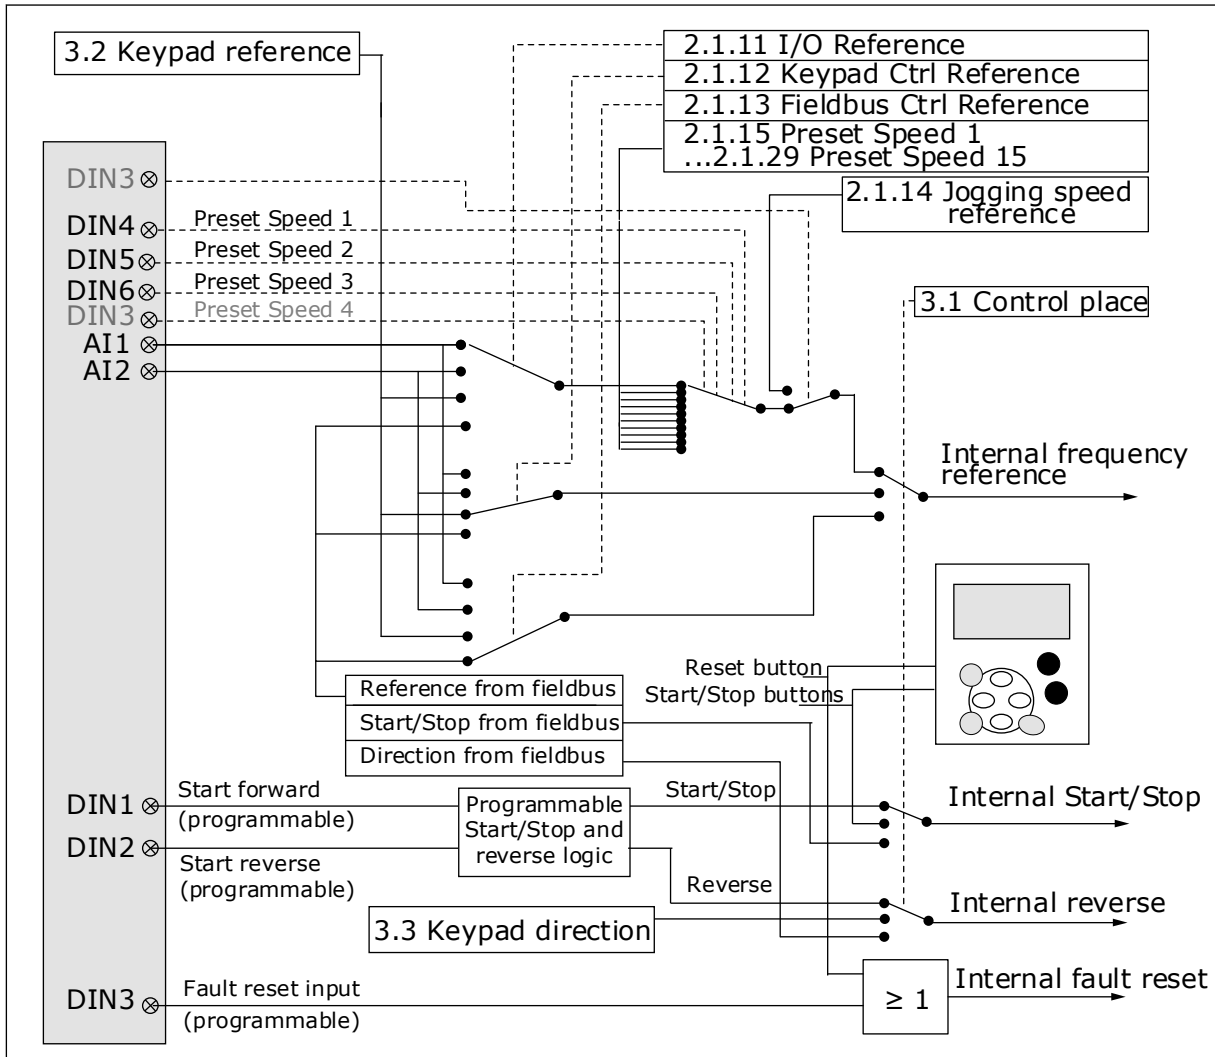 3.2 Keypad reference
2.1.11 I/O Reference
2.1.12 Keypad Ctrl Reference
2.1.13 Fieldbus Ctrl Reference
2.1.15 Preset Speed 1
...2.1.29 Preset Speed 15
2.1.14 Jogging speed
reference
DIN3
DIN4
Preset Speed 1
DIN5
Preset Speed 2
DIN6
Preset Speed 3
DIN3
Preset Speed 4
AI1
AI2
3.1 Control place
Internal frequency
reference
Reset button
Start/Stop buttons
Reference from fieldbus
Start/Stop from fieldbus
Direction from fieldbus
DIN1
Start forward
(programmable)
DIN2
Start reverse
(programmable)
Programmable
Start/Stop and
reverse logic
Start/Stop
Internal Start/Stop
Reverse
Internal reverse
3.3 Keypad direction
DIN3
Fault reset input
(programmable)
≥ 1
Internal fault reset